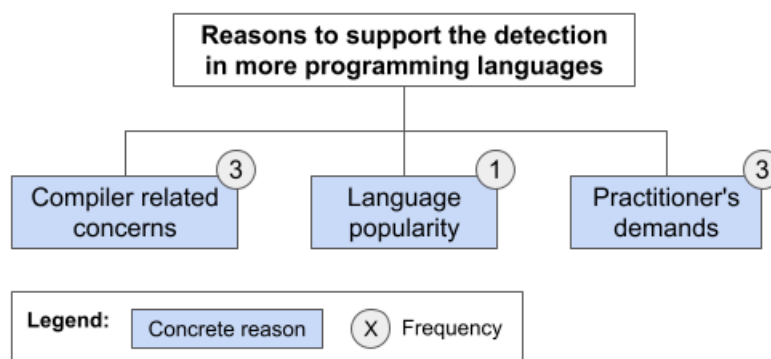 Reasons to support the detection
in more programming languages
3
1
3
Compiler related
concerns
Language
popularity
Practitioner's
demands
Legend:
Concrete reason
X
Frequency